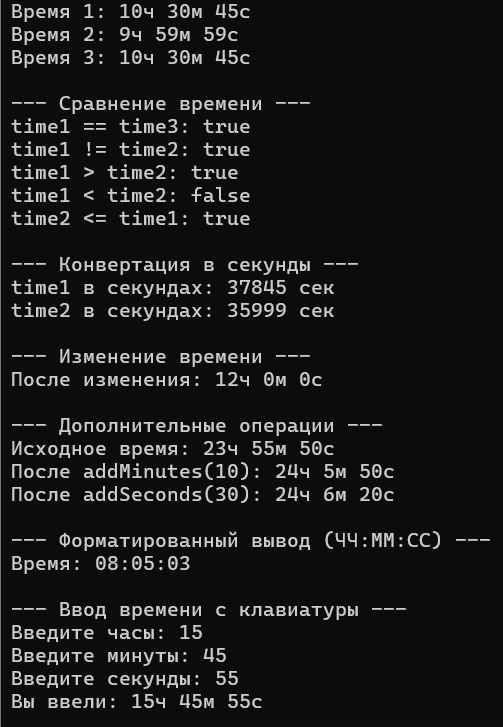 Время 1: 10ч 30м 45с
Время 2: 9ч 59м 59с
Время 3: 10ч 30м 45с
--- Сравнение времени ---
time1 == time3: true
time1 != time2: true
time1 > time2: true
time1 < time2: false
time2 <= time1: true
--- Конвертация в секунды ---
time1 в секундах: 37845 сек
time2 в секундах: 35999 сек
--- Изменение времени ---
После изменения: 12ч 0м 0с
--- Дополнительные операции ---
Исходное время: 23ч 55м 50с
После addMinutes(10): 24ч 5м 50с
После addSeconds(30): 24ч 6м 20с
--- Форматированный вывод (ЧЧ:ММ:СС) ---
Время: 08:05:03
--- Ввод времени с клавиатуры ---
Введите часы: 15
Введите минуты: 45
Введите секунды: 55
Вы ввели: 15ч 45м 55с